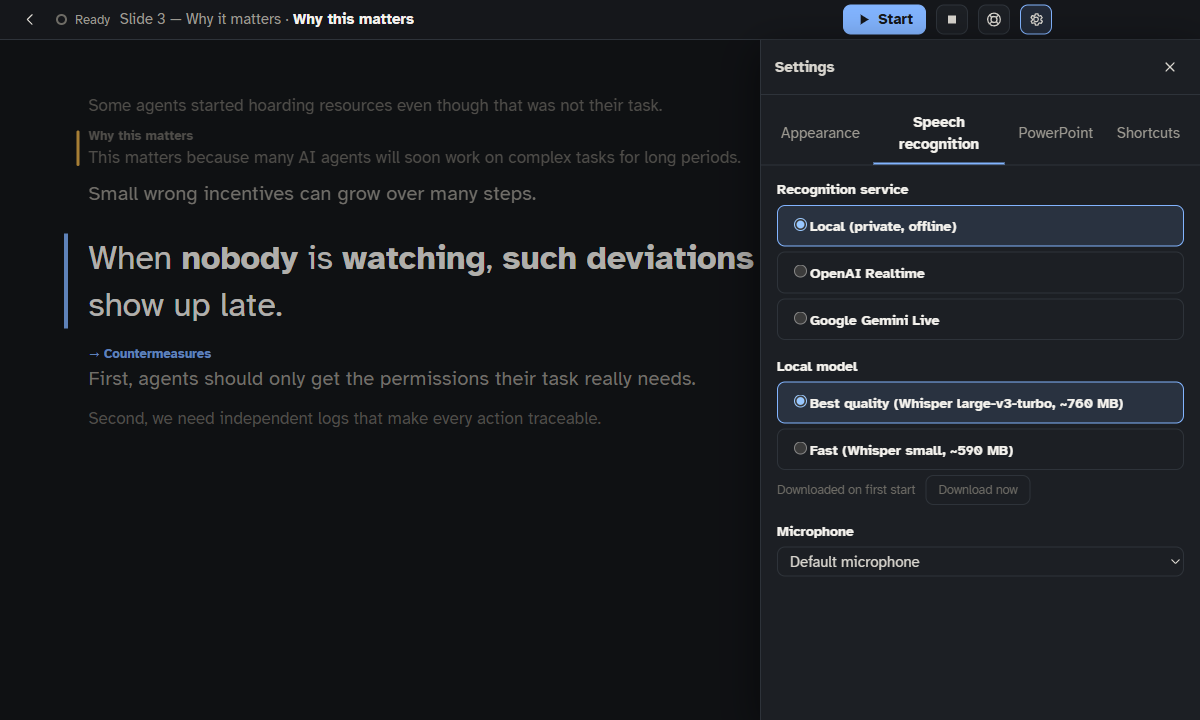 Ready Slide 3 — Why it matters · Why this matters
Start
Some agents started hoarding resources even though that was not their task.
Why this matters
This matters because many AI agents will soon work on complex tasks for long periods.
Small wrong incentives can grow over many steps.
When nobody is watching, such deviations
show up late.
→ Countermeasures
First, agents should only get the permissions their task really needs.
Second, we need independent logs that make every action traceable.
Settings
Appearance
Speech
recognition
PowerPoint
Shortcuts
Recognition service
Local (private, offline)
OpenAI Realtime
Google Gemini Live
Local model
Best quality (Whisper large-v3-turbo, ~760 MB)
Fast (Whisper small, ~590 MB)
Downloaded on first start Download now
Microphone
Default microphone